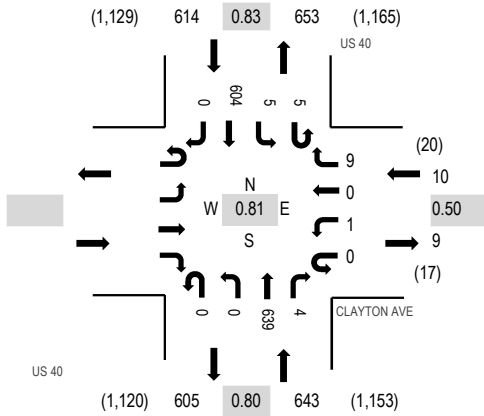 (1,129) 614 0.83 653 (1,165)
US 40
0 604 5 5
(20)
9
10
N
0
W 0.81 E
0.50
1
S
9
0
(17)
0 0 639 4
CLAYTON AVE
US 40
(1,120) 605 0.80 643 (1,153)